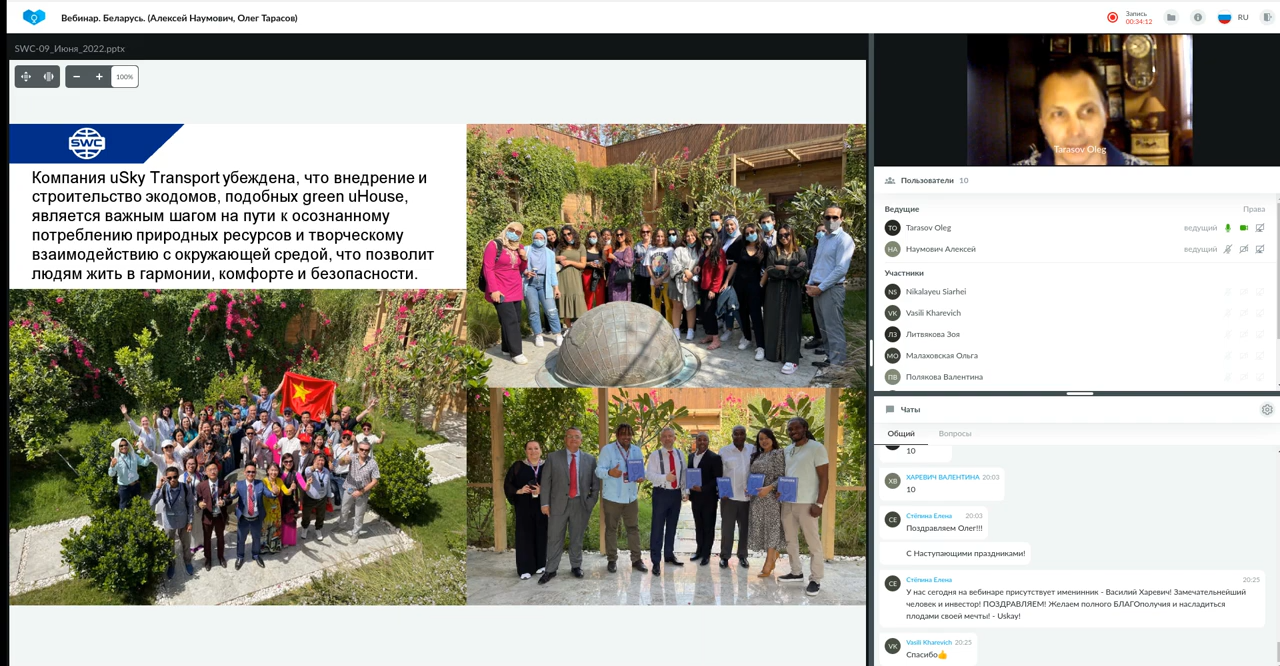 Вебинар. Беларусь. (Алексей Наумович, Олег Тарасов)
Запись
00:34:12
RU
SWC-09_Июня_2022.pptx
100%
SWC
Компания uSky Transport убеждена, что внедрение и
строительство экодомов, подобных green uHouse,
является важным шагом на пути к осознанному
потреблению природных ресурсов и творческому
взаимодействию с окружающей средой, что позволит
людям жить в гармонии, комфорте и безопасности.
Tarasov Oleg
Пользователи 10
Ведущие Права
TO Tarasov Oleg ведущий
НА Наумович Алексей ведущий
Участники
NS Nikalayeu Siarhei
VK Vasili Kharevich
ЛЗ Литвякова Зоя
МО Малаховская Ольга
ПВ Полякова Валентина
Чаты
Общий Вопросы
10
ХВ ХАРЕВИЧ ВАЛЕНТИНА 20:03
10
СЕ Стёпина Елена 20:03
Поздравляем Олег!!!
С Наступающими праздниками!
СЕ Стёпина Елена 20:25
У нас сегодня на вебинаре присутствует именинник - Василий Харевич! Замечательнейший
человек и инвестор! ПОЗДРАВЛЯЕМ! Желаем полного БЛАГОполучия и насладиться
плодами своей мечты! - Uskay!
VK Vasili Kharevich 20:25
Спасибо👍